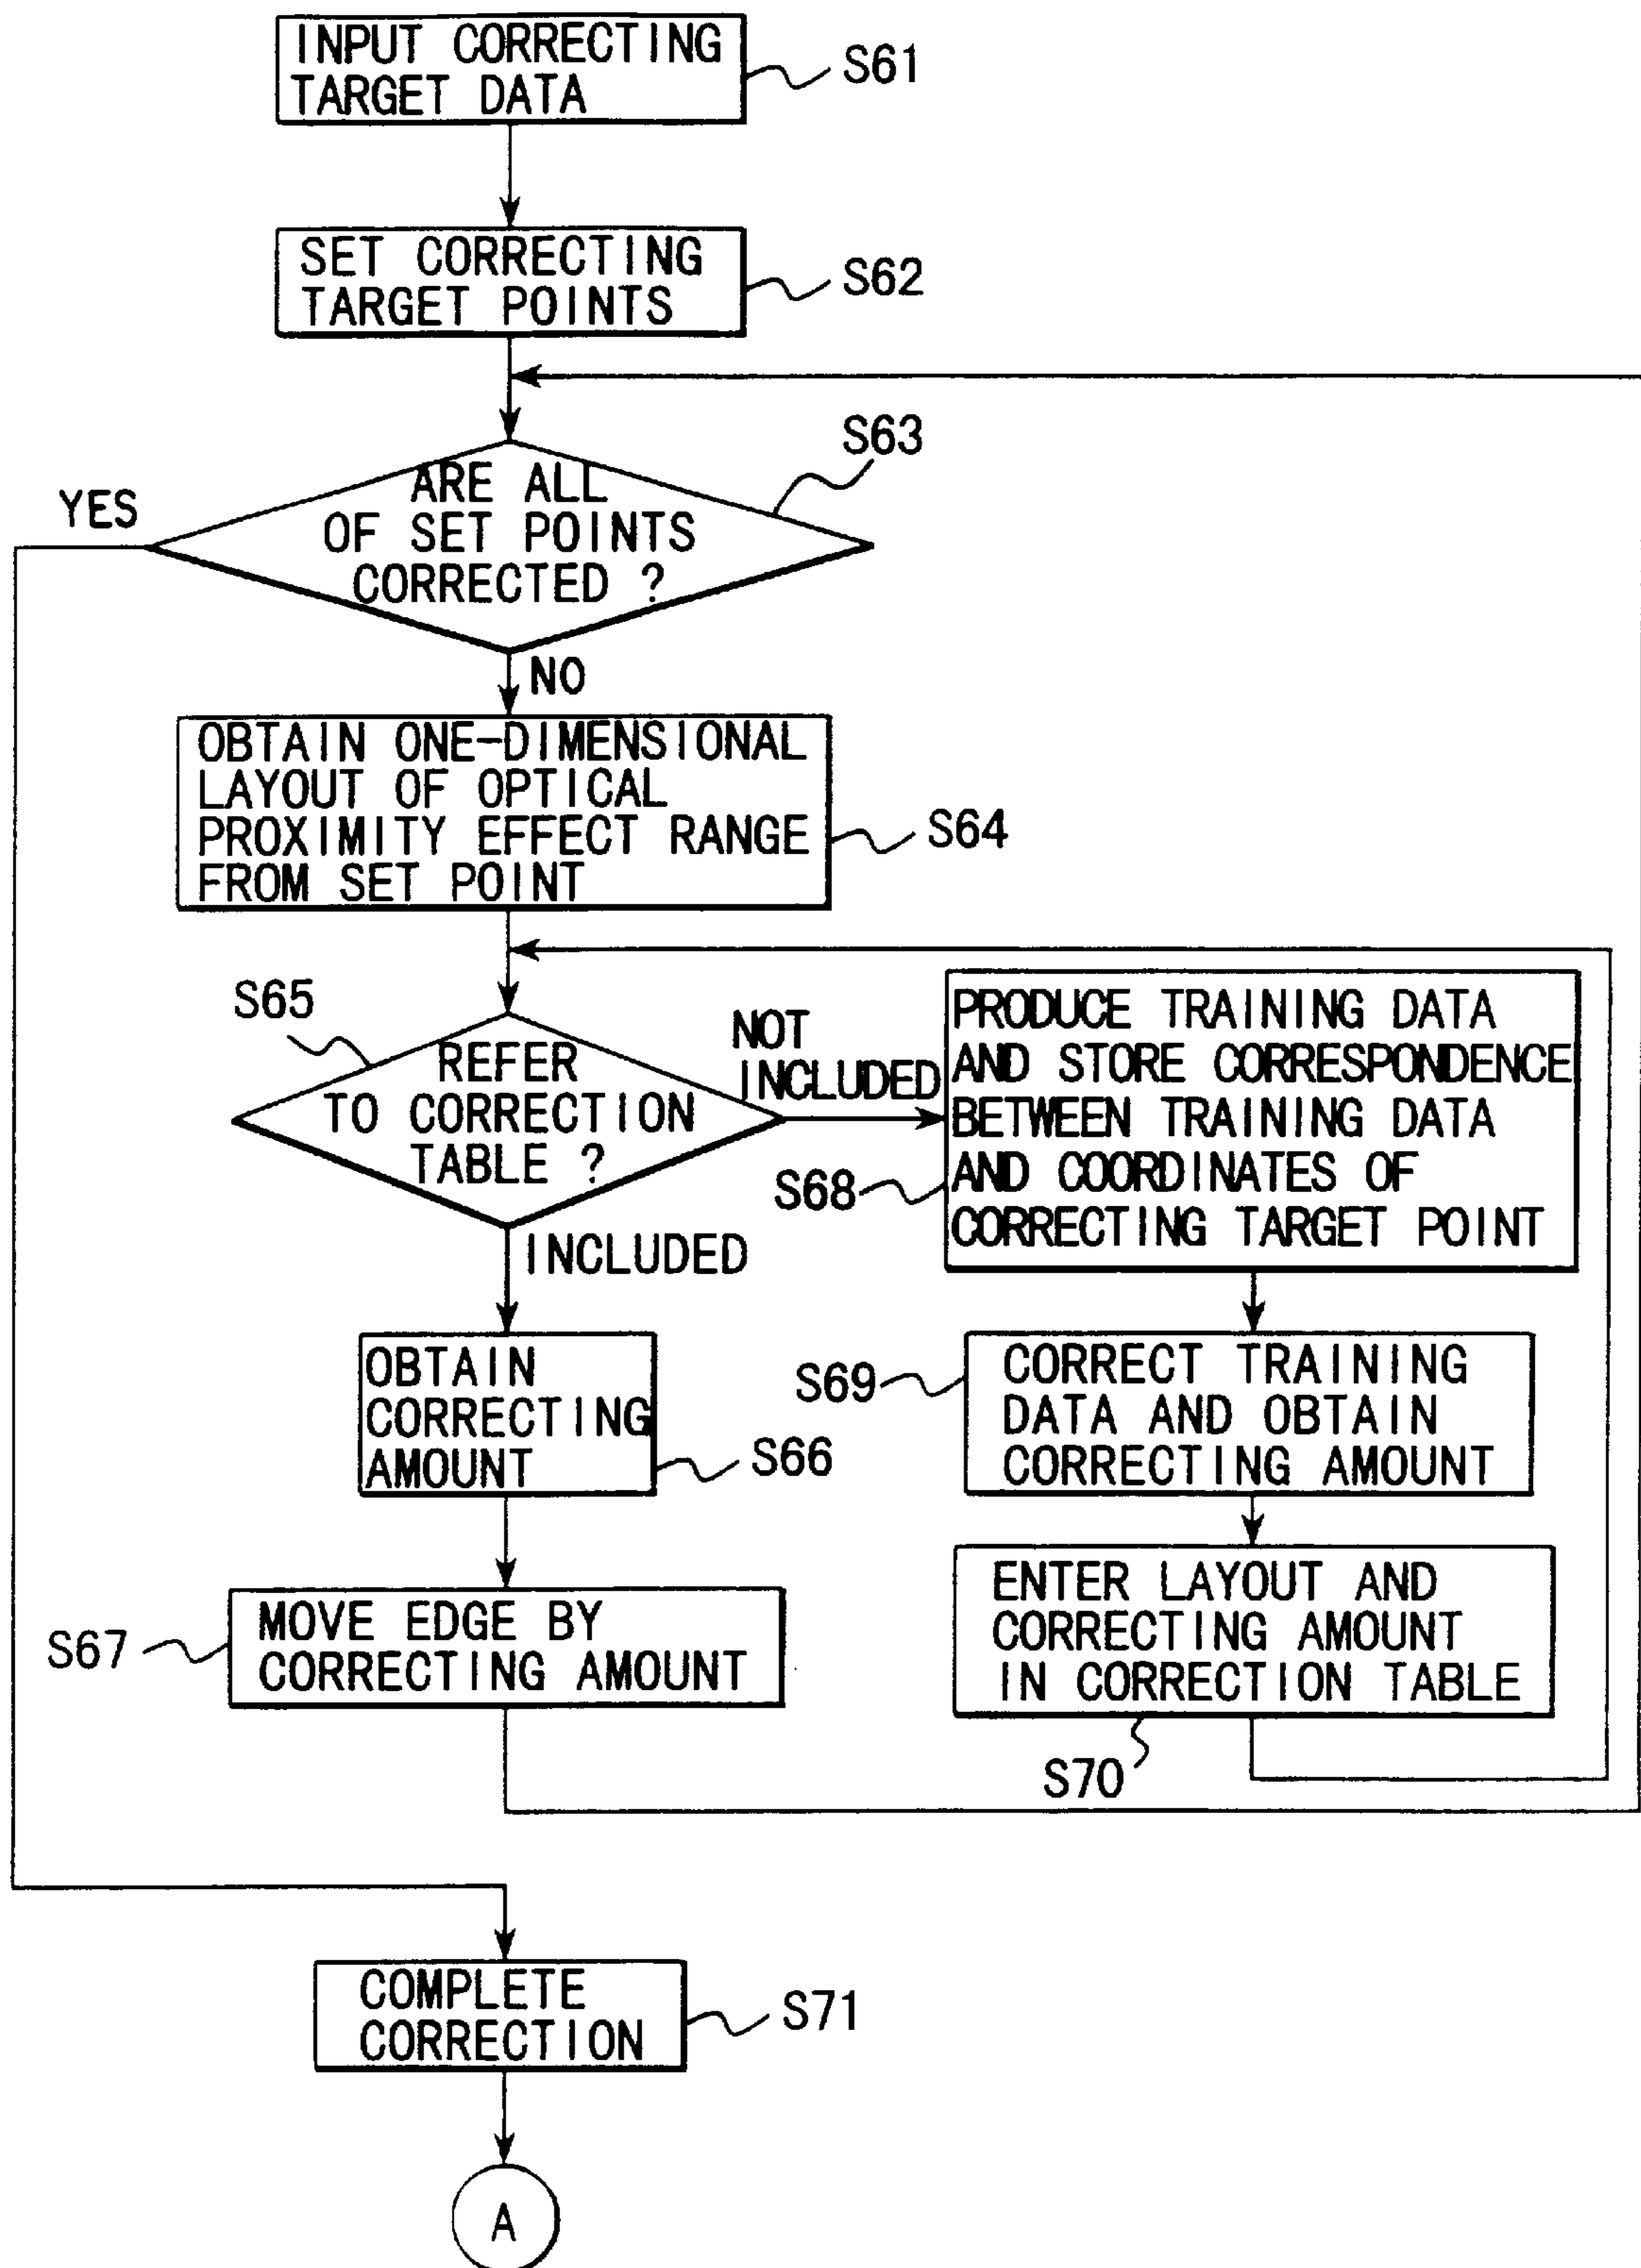 INPUT CORRECTING
TARGET DATA
S61
SET CORRECTING
TARGET POINTS
S62
S63
YES
ARE ALL
OF SET POINTS
CORRECTED ?
NO
OBTAIN ONE-DIMENSIONAL
LAYOUT OF OPTICAL
PROXIMITY EFFECT RANGE
FROM SET POINT
S64
S65
REFER
TO CORRECTION
TABLE ?
NOT
INCLUDED
PRODUCE TRAINING DATA
AND STORE CORRESPONDENCE
BETWEEN TRAINING DATA
AND COORDINATES OF
CORRECTING TARGET POINT
S68
INCLUDED
OBTAIN
CORRECTING
AMOUNT
S66
S69
CORRECT TRAINING
DATA AND OBTAIN
CORRECTING AMOUNT
S67
MOVE EDGE BY
CORRECTING AMOUNT
ENTER LAYOUT AND
CORRECTING AMOUNT
IN CORRECTION TABLE
S70
COMPLETE
CORRECTION
S71
A